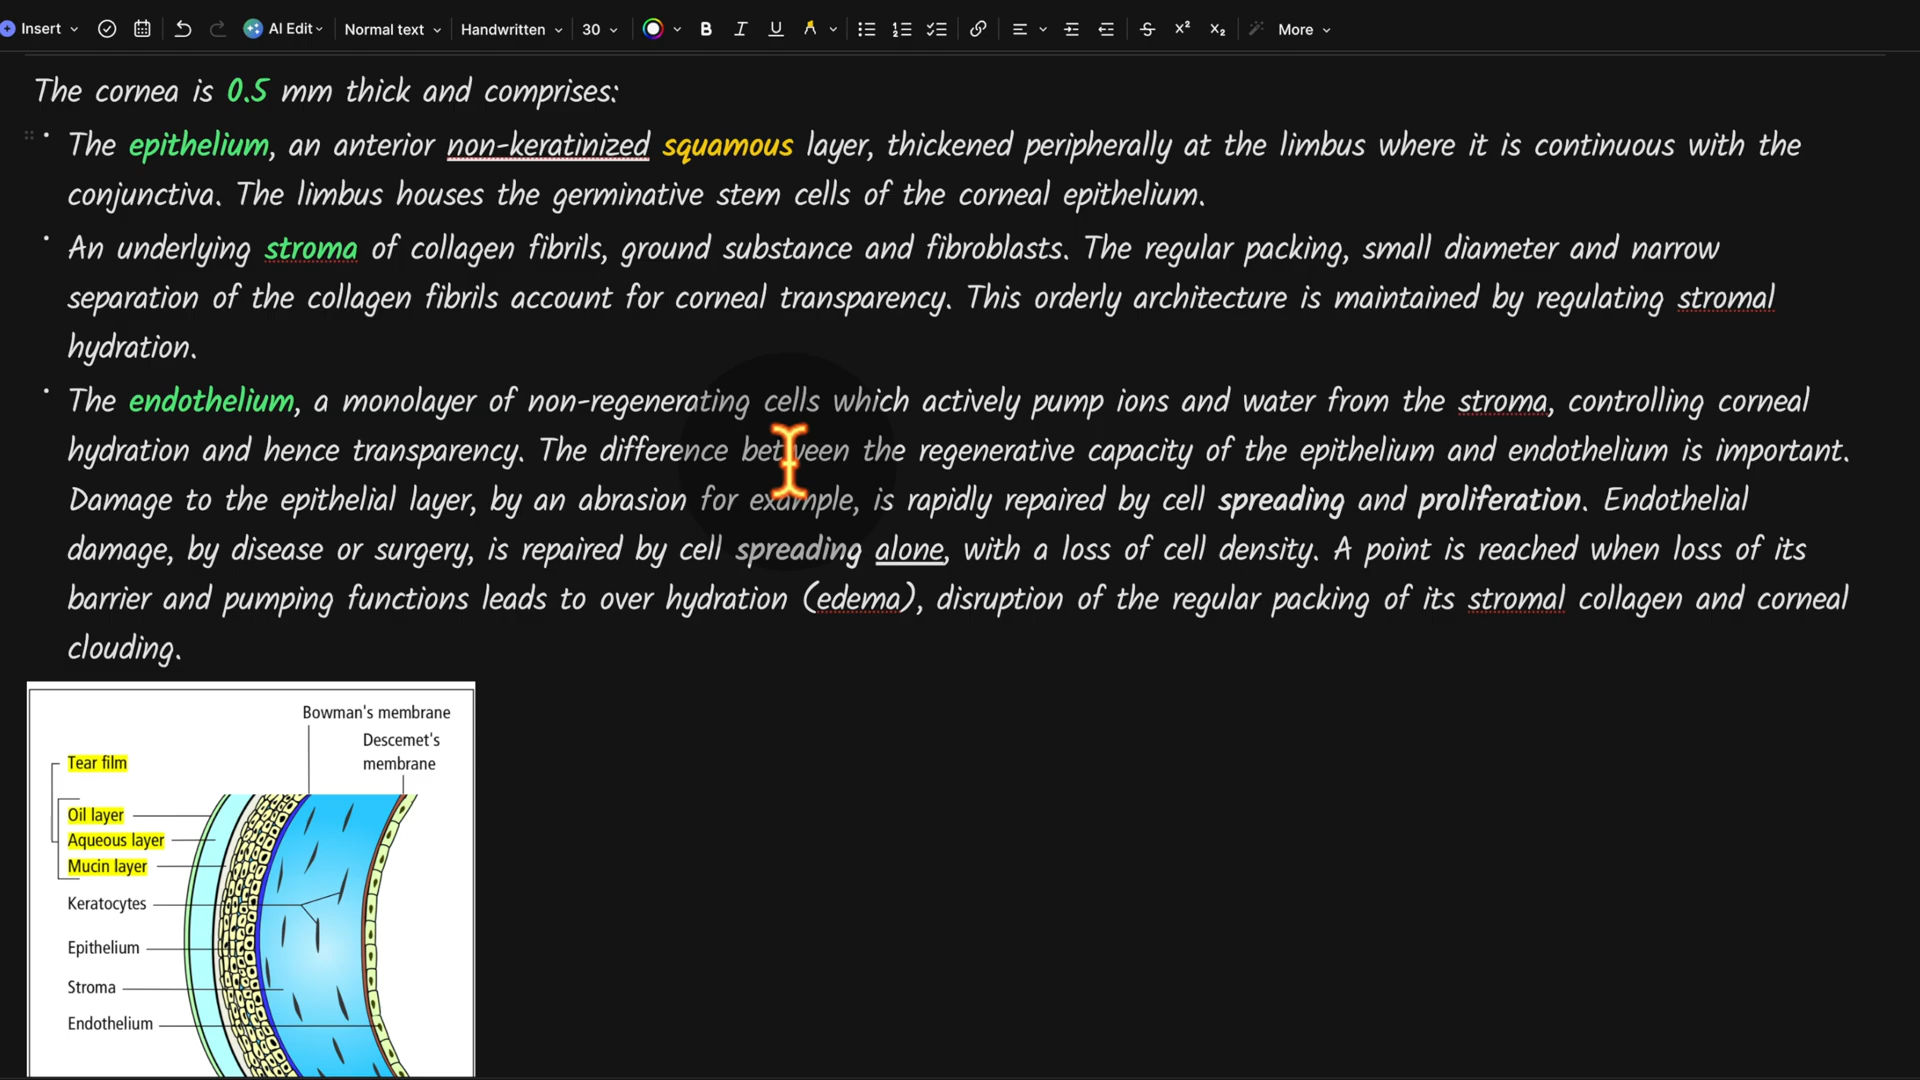 Insert AI Edit Normal text Handwritten 30 B I U X² X₂ More
The cornea is 0.5 mm thick and comprises:
• The epithelium, an anterior non-keratinized squamous layer, thickened peripherally at the limbus where it is continuous with the
conjunctiva. The limbus houses the germinative stem cells of the corneal epithelium.
• An underlying stroma of collagen fibrils, ground substance and fibroblasts. The regular packing, small diameter and narrow
separation of the collagen fibrils account for corneal transparency. This orderly architecture is maintained by regulating stromal
hydration.
• The endothelium, a monolayer of non-regenerating cells which actively pump ions and water from the stroma, controlling corneal
hydration and hence transparency. The difference between the regenerative capacity of the epithelium and endothelium is important.
Damage to the epithelial layer, by an abrasion for example, is rapidly repaired by cell spreading and proliferation. Endothelial
damage, by disease or surgery, is repaired by cell spreading alone, with a loss of cell density. A point is reached when loss of its
barrier and pumping functions leads to over hydration (edema), disruption of the regular packing of its stromal collagen and corneal
clouding.
Bowman's membrane
Descemet's
membrane
Tear film
Oil layer
Aqueous layer
Mucin layer
Keratocytes
Epithelium
Stroma
Endothelium